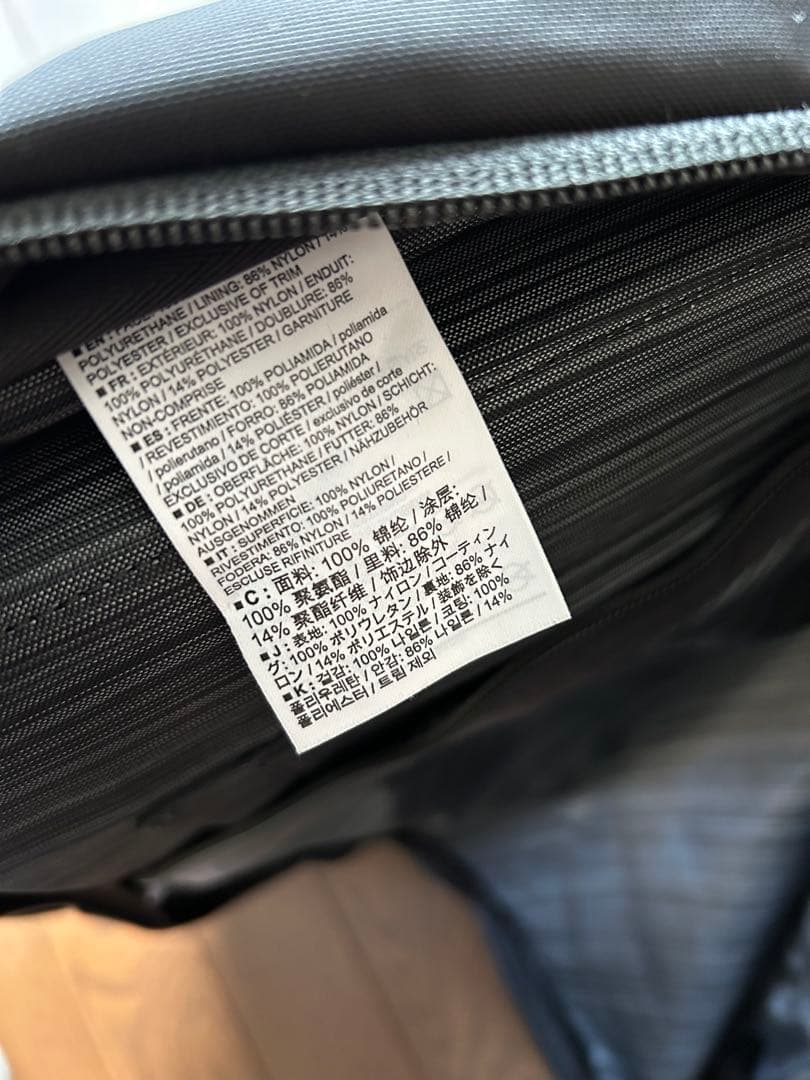 POLYURETHANE / LINING: 86% NYLON / 14%
POLYESTER / EXCLUSIVE OF TRIM
■ FR : EXTÉRIEUR: 100% NYLON / ENDUIT:
100% POLYURÉTHANE / DOUBLURE: 86%
NYLON / 14% POLYESTER / GARNITURE
NON-COMPRISE
■ ES : FRENTE: 100% POLIAMIDA / poliamida
/ REVESTIMIENTO: 100% POLIERUTANO
/ polierutano / FORRO: 86% POLIAMIDA
/ poliamida / 14% POLIÉSTER / poliéster /
EXCLUSIVO DE CORTE / exclusivo de corte
■ DE : OBERFLÄCHE: 100% NYLON / SCHICHT:
100% POLYURETHANE / FUTTER: 86%
NYLON / 14% POLYESTER / NÄHZUBEHÖR
AUSGENOMMEN
■ IT : SUPERFICIE: 100% NYLON /
RIVESTIMENTO: 100% POLIURETANO /
FODERA: 86% NYLON / 14% POLIESTERE /
ESCLUSE RIFINITURE
■ C : 面料: 100% 锦纶 / 涂层:
100% 聚氨酯 / 里料: 86% 锦纶 /
14% 聚酯纤维 / 饰边除外
■ J : 表地: 100% ナイロン / コーティン
グ: 100% ポリウレタン / 裏地: 86% ナイ
ロン / 14% ポリエステル / 装飾を除く
■ K : 겉감: 100% 나일론 / 코팅: 100%
폴리우레탄 / 안감: 86% 나일론 / 14%
폴리에스터 / 트림 제외